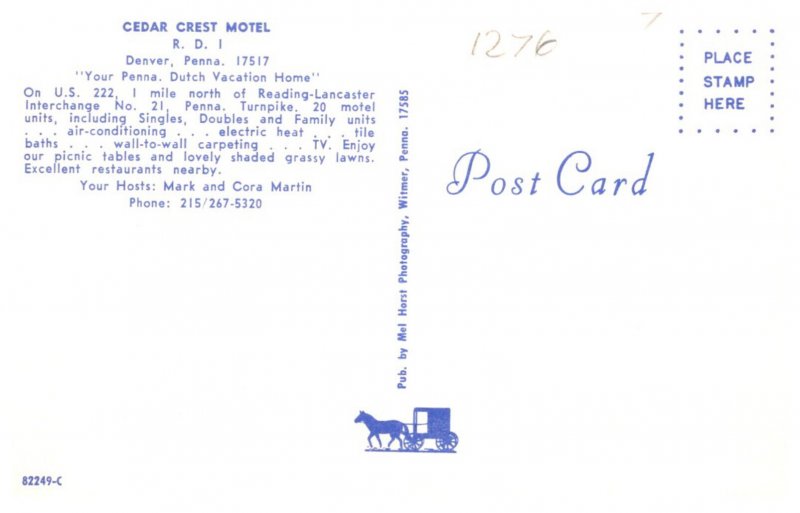 CEDAR CREST MOTEL
R. D. 1
Denver, Penna. 17517
"Your Penna. Dutch Vacation Home"
On U.S. 222, 1 mile north of Reading-Lancaster
Interchange No. 21, Penna. Turnpike. 20 motel
units, including Singles, Doubles and Family units
. . . air-conditioning . . . electric heat . . . tile
baths . . . wall-to-wall carpeting . . . TV. Enjoy
our picnic tables and lovely shaded grassy lawns.
Excellent restaurants nearby.
Your Hosts: Mark and Cora Martin
Phone: 215/267-5320
Pub. by Mel Horst Photography, Witmer, Penna. 17585
1276
7
PLACE
STAMP
HERE
Post Card
82249-C